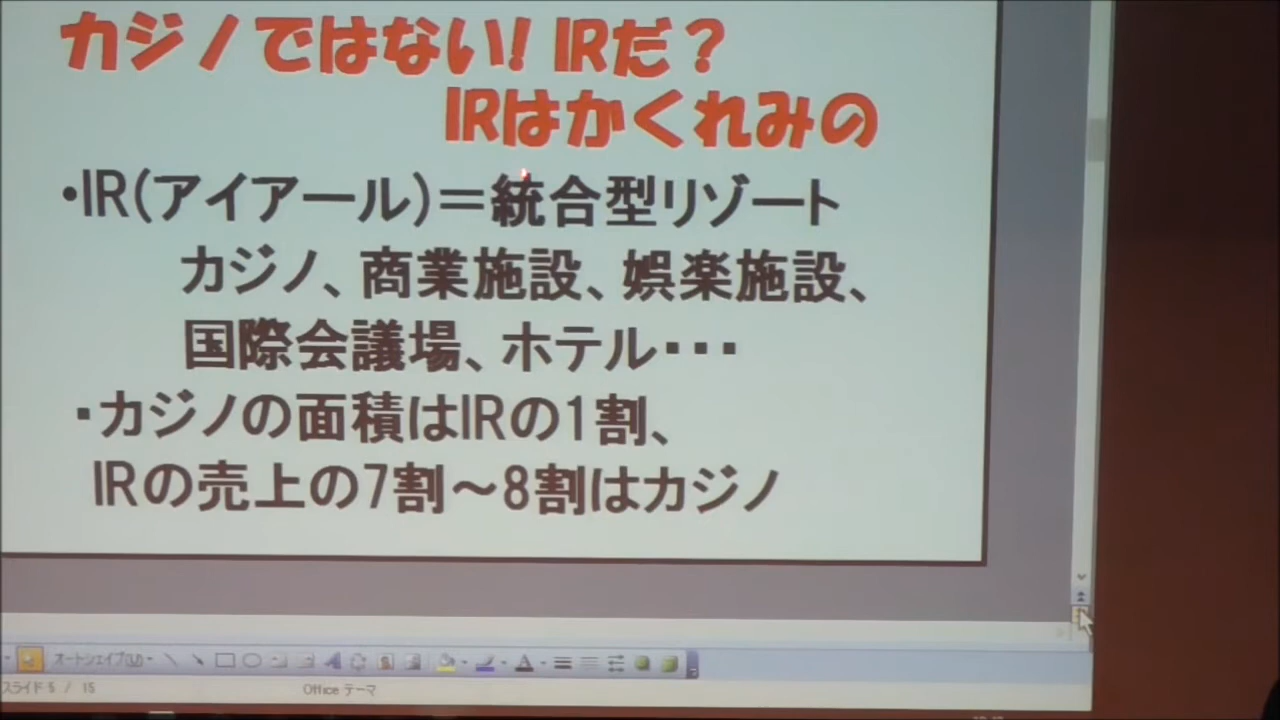 カジノではない! IRだ?
IRはかくれみの
・IR(アイアール)=統合型リゾート
カジノ、商業施設、娯楽施設、
国際会議場、ホテル・・・
・カジノの面積はIRの1割、
IRの売上の7割~8割はカジノ
オートシェイプ(U)
スライド 5 / 15
Office テーマ